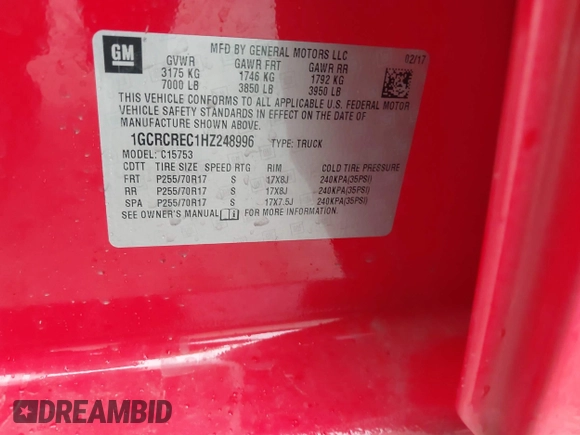 GM
MFD BY GENERAL MOTORS LLC
02/17
GVWR GAWR FRT GAWR RR
3175 KG 1746 KG 1792 KG
7000 LB 3850 LB 3950 LB
THIS VEHICLE CONFORMS TO ALL APPLICABLE U.S. FEDERAL MOTOR
VEHICLE SAFETY STANDARDS IN EFFECT ON THE DATE OF
MANUFACTURE SHOWN ABOVE.
1GCRCREC1HZ248996 TYPE: TRUCK
MODEL: C15753
CDTT TIRE SIZE SPEED RTG RIM COLD TIRE PRESSURE
FRT P255/70R17 S 17X8J 240KPA(35PSI)
RR P255/70R17 S 17X8J 240KPA(35PSI)
SPA P255/70R17 S 17X7.5J 240KPA(35PSI)
SEE OWNER'S MANUAL FOR MORE INFORMATION.
DREAMBID